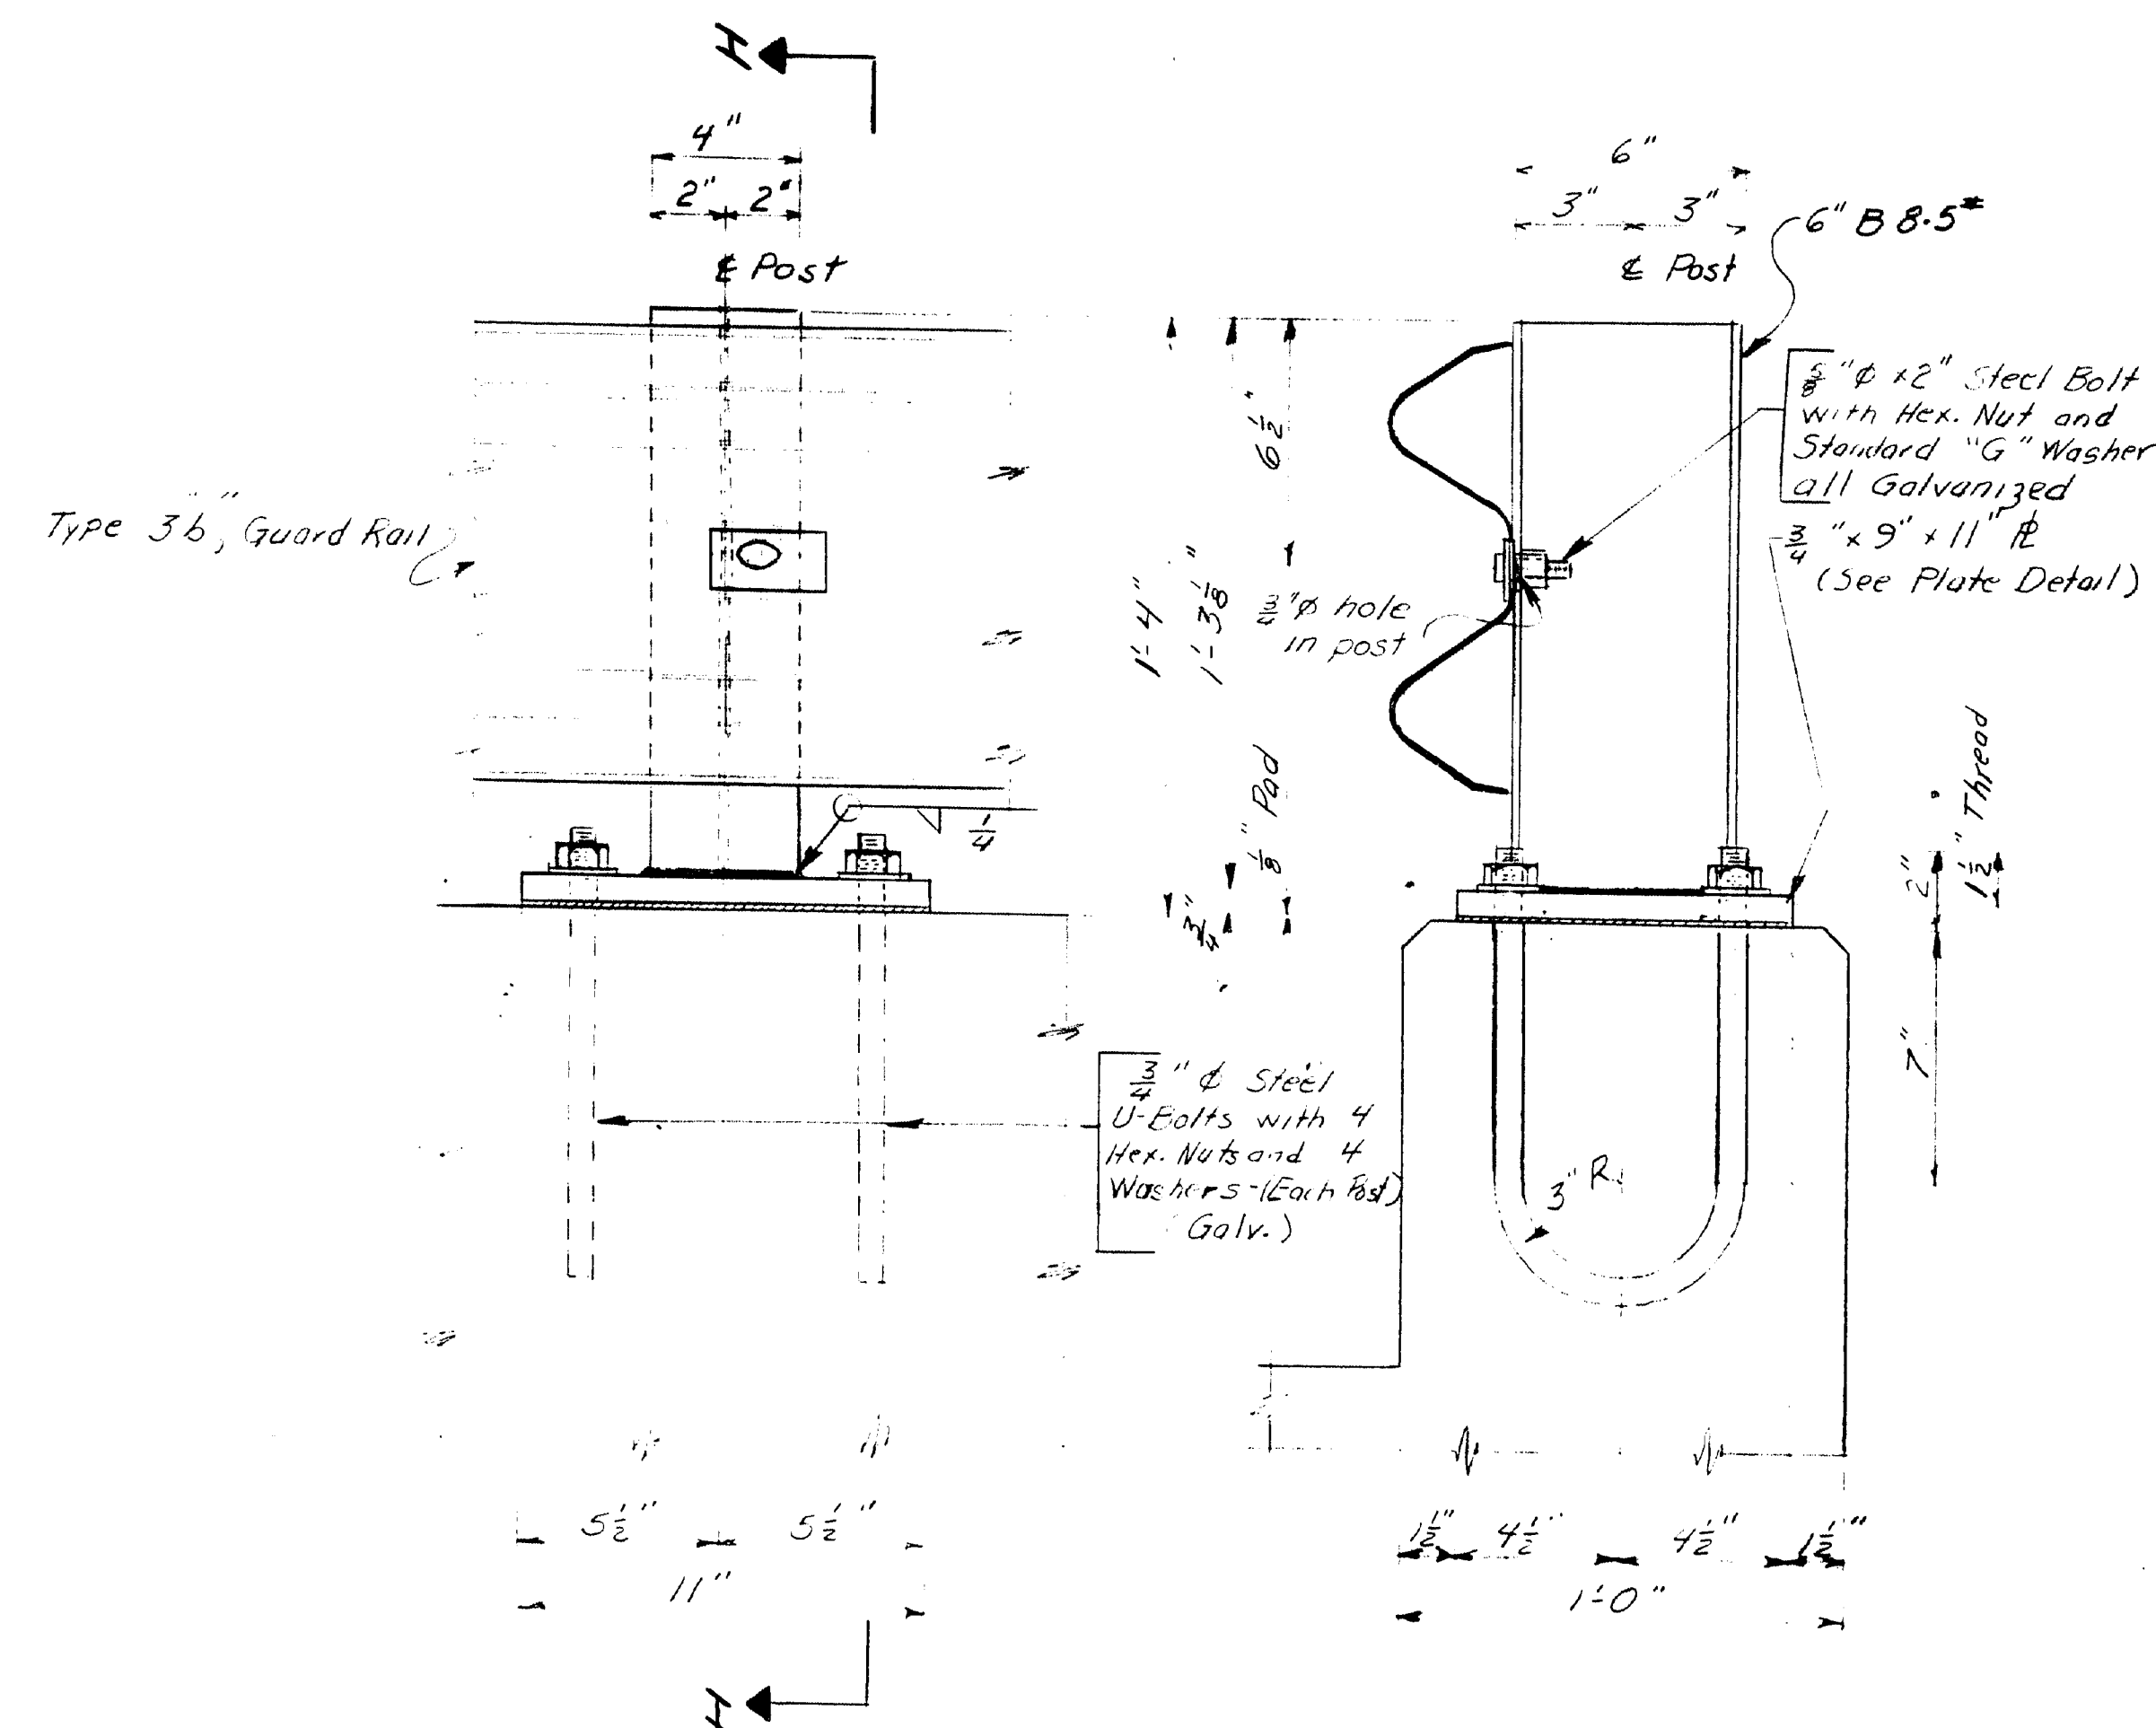 H
4"
2" 2"
℄ Post
Type 3b", Guard Rail
1/4
6"
3" 3"
℄ Post
6" B 8.5#
5/8"ϕ x2" Steel Bolt
with Hex. Nut and
Standard "G" Washer
all Galvanized
3/4" x 9" x 11" ⅊
(See Plate Detail)
6 1/2"
1'-4"
1'-3 1/8"
3/4"ϕ hole
in post
1/8" Pad
3/4"
2"
1 1/2" Thread
7"
3/4"ϕ Steel
U-Bolts with 4
Hex. Nuts and 4
Washers-(Each Post)
(Galv.)
3" R.
5 1/2" 5 1/2"
11"
1 1/2" 4 1/2" 4 1/2" 1 1/2"
1'-0"
H